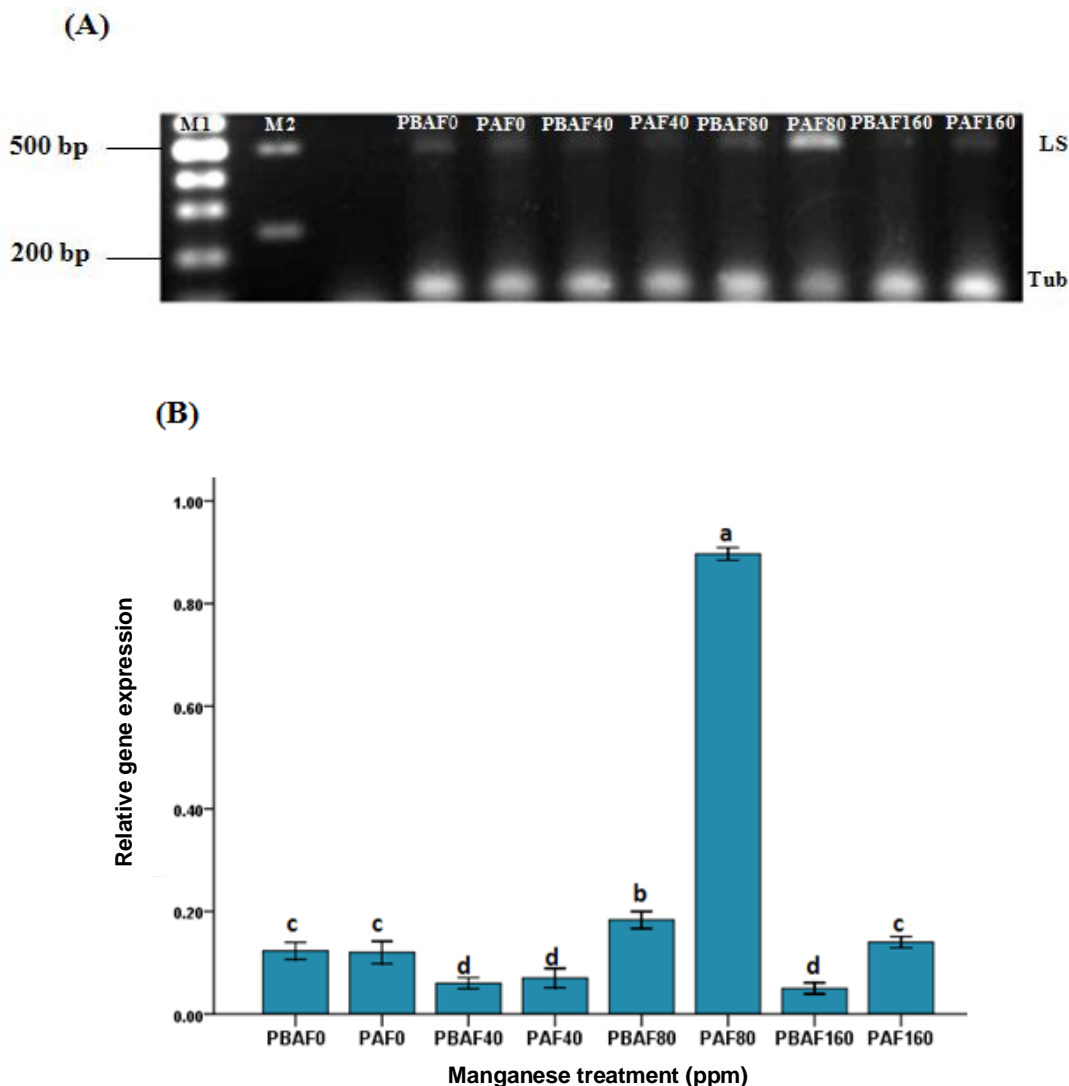 (A)
M1 M2 PBAF0 PAF0 PBAF40 PAF40 PBAF80 PAF80 PBAF160 PAF160
500 bp LS
200 bp
Tub
(B)
1.00
0.80
0.60
0.40
0.20
0.00
Relative gene expression
c c d d b a d c
PBAF0 PAF0 PBAF40 PAF40 PBAF80 PAF80 PBAF160 PAF160
Manganese treatment (ppm)